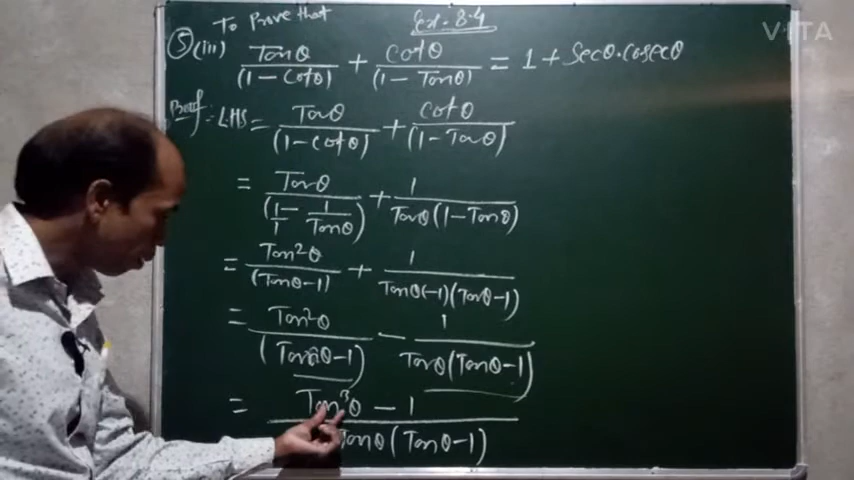 To Prove that Ex-8.4
VITA
⑤(iii) Tanθ/(1-Cotθ) + Cotθ/(1-Tanθ) = 1 + Secθ.Cosecθ
Proof:- LHS = Tanθ/(1-Cotθ) + Cotθ/(1-Tanθ)
= Tanθ/(1/1 - 1/Tanθ) + 1/Tanθ(1-Tanθ)
= Tan²θ/(Tanθ-1) + 1/Tanθ(-1)(Tanθ-1)
= Tan²θ/(Tanθ-1) - 1/Tanθ(Tanθ-1)
= Tan³θ - 1/Tanθ(Tanθ-1)